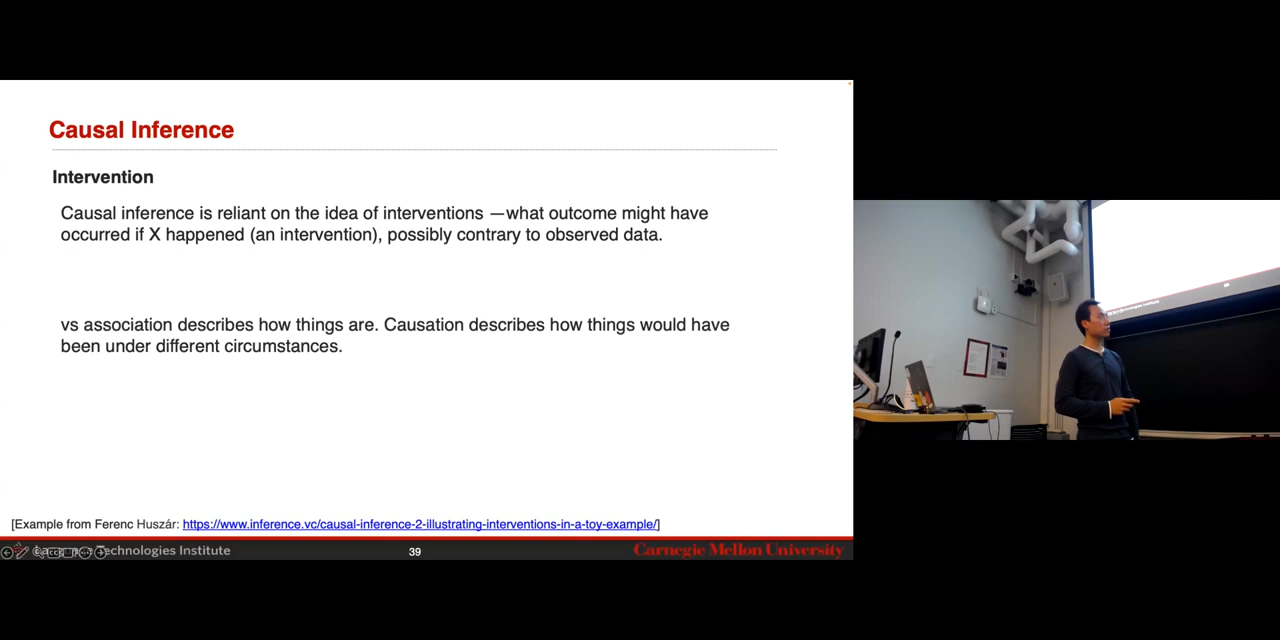 Causal Inference
Intervention
Causal inference is reliant on the idea of interventions —what outcome might have
occurred if X happened (an intervention), possibly contrary to observed data.
vs association describes how things are. Causation describes how things would have
been under different circumstances.
[Example from Ferenc Huszár: https://www.inference.vc/causal-inference-2-illustrating-interventions-in-a-toy-example/]
Technologies Institute
39
Carnegie Mellon University